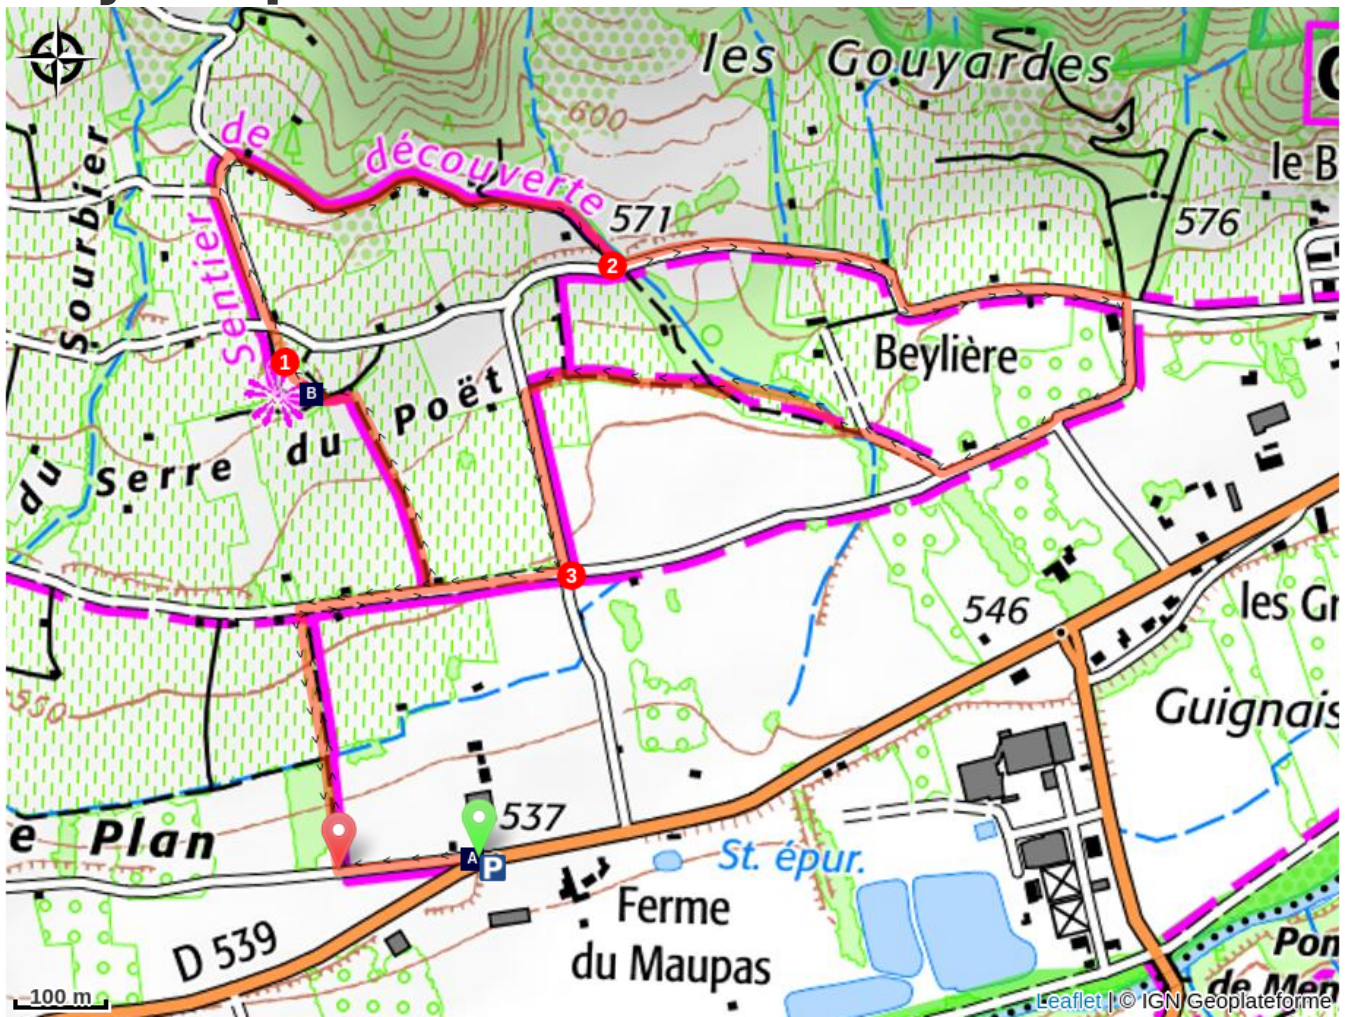 les Gouyardes
600
le B
de
découverte
Sourbier
571
576
2
Sentier
1
B
Beylière
Poët
du
Serre
du
3
546
les Gr
550
Guignais
537
e Plan
A
P
St. épur.
Ferme
du Maupas
D 539
Pon
de Men
100 m
Leaflet | © IGN Geoplateforme